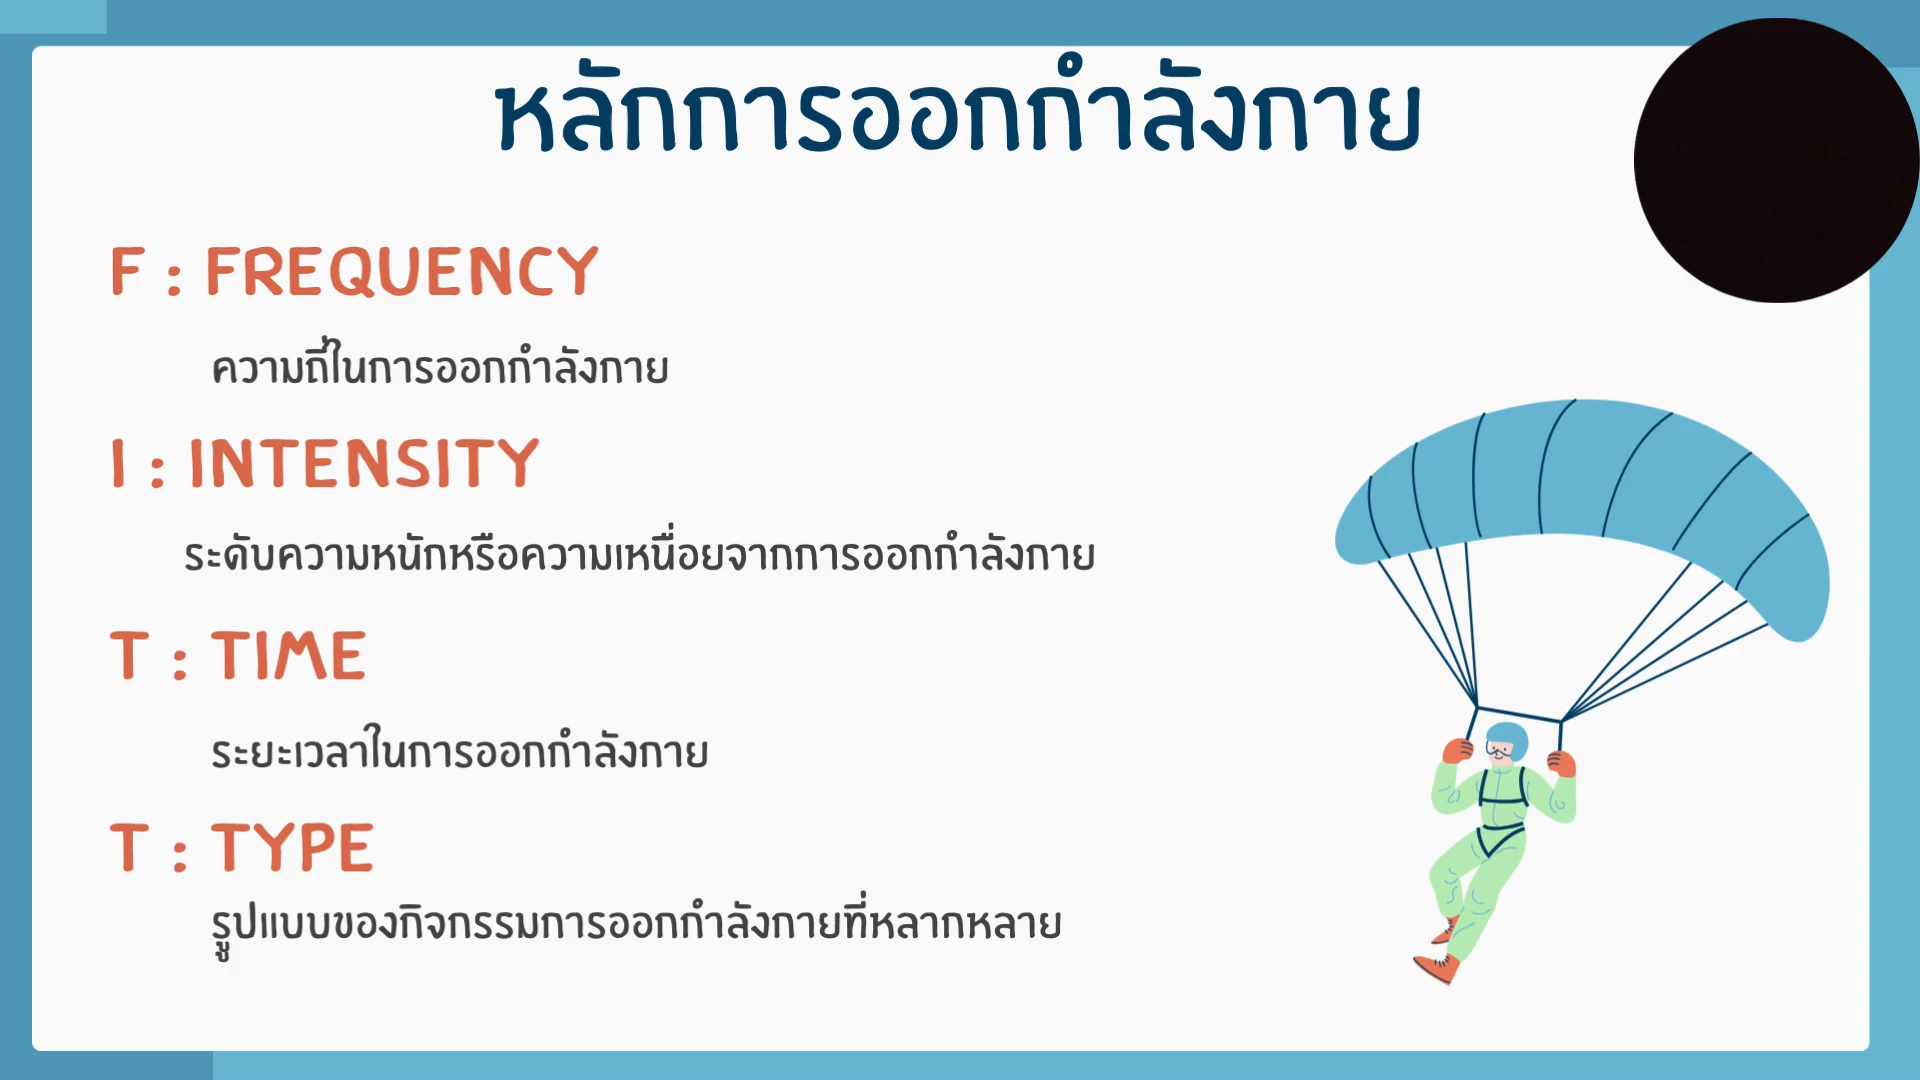 หลักการออกกำลังกาย
F : FREQUENCY
ความถี่ในการออกกำลังกาย
I : INTENSITY
ระดับความหนักหรือความเหนื่อยจากการออกกำลังกาย
T : TIME
ระยะเวลาในการออกกำลังกาย
T : TYPE
รูปแบบของกิจกรรมการออกกำลังกายที่หลากหลาย